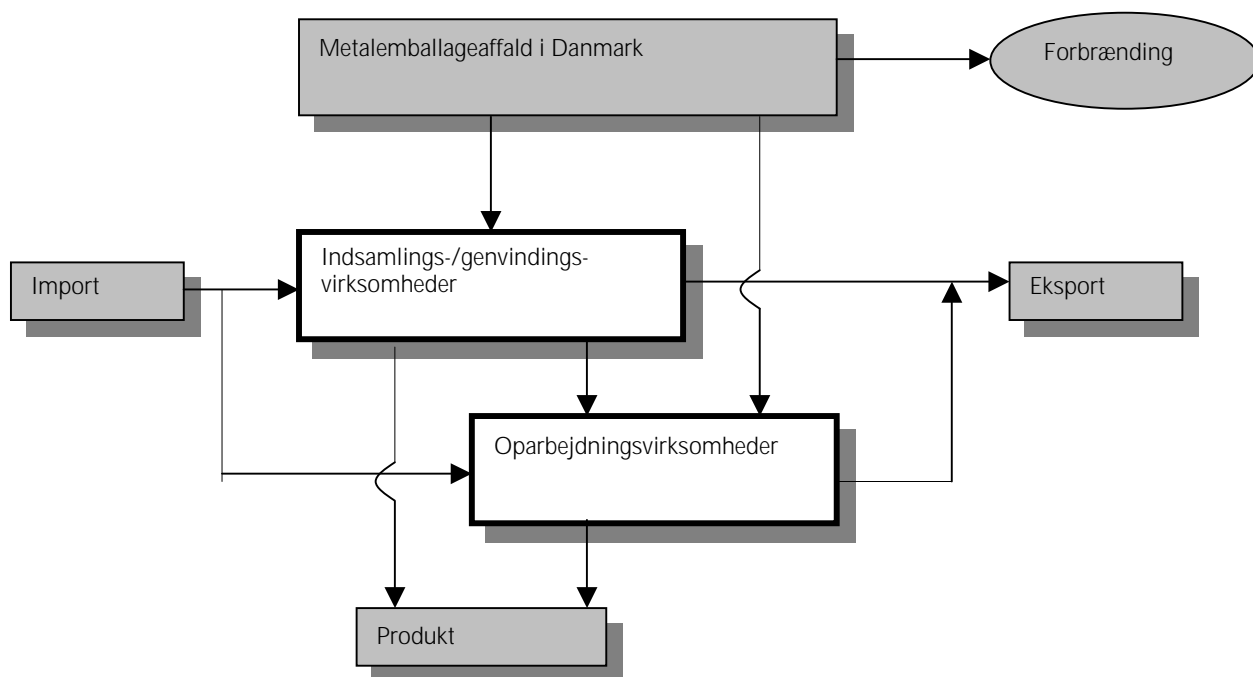 Metalemballageaffald i Danmark
Forbrænding
Indsamlings-/genvindings-
virksomheder
Import
Eksport
Oparbejdningsvirksomheder
Produkt